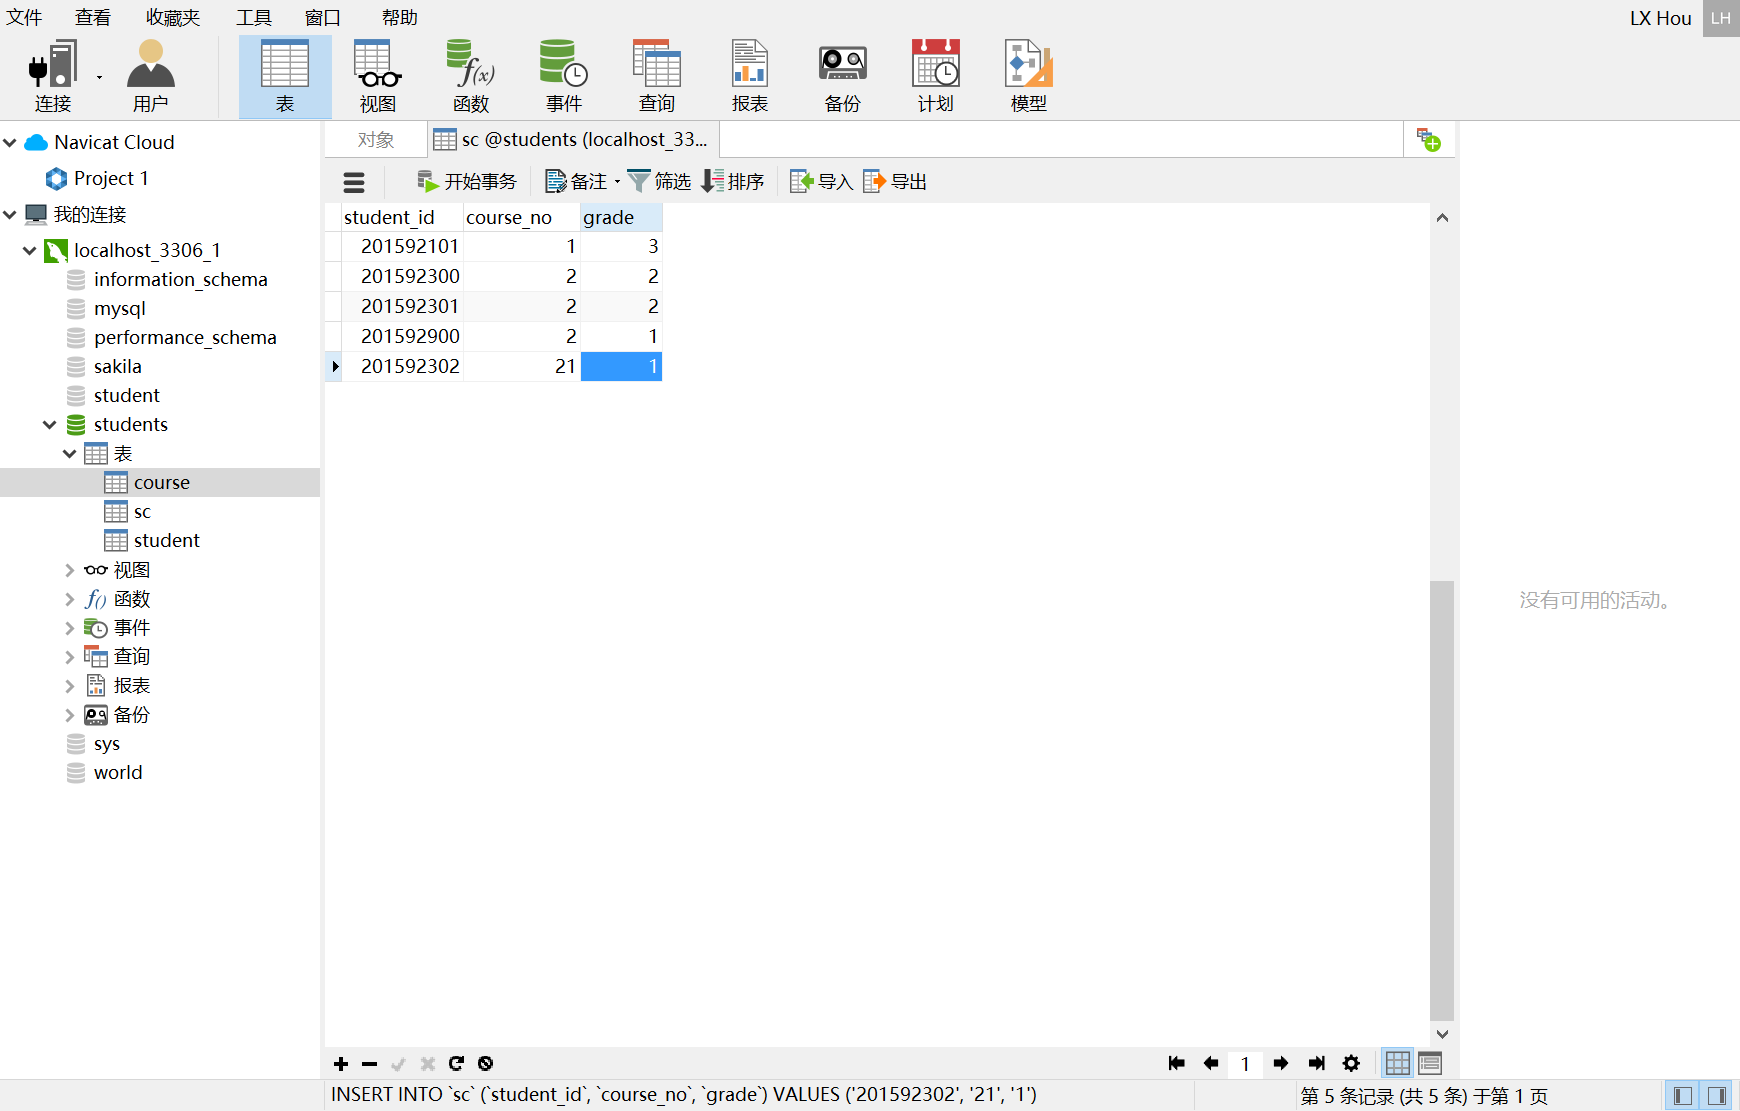 文件 查看 收藏夹 工具 窗口 帮助 LX Hou LH
连接 用户 表 视图 函数 事件 查询 报表 备份 计划 模型
Navicat Cloud
Project 1
我的连接
localhost_3306_1
information_schema
mysql
performance_schema
sakila
student
students
表
course
sc
student
视图
函数
事件
查询
报表
备份
sys
world
对象 sc @students (localhost_33...
开始事务 备注 筛选 排序 导入 导出
student_id course_no grade
201592101 1 3
201592300 2 2
201592301 2 2
201592900 2 1
201592302 21 1
没有可用的活动。
1
INSERT INTO `sc` (`student_id`, `course_no`, `grade`) VALUES ('201592302', '21', '1') 第 5 条记录 (共 5 条) 于第 1 页